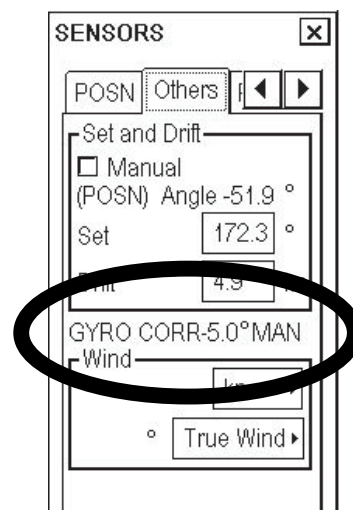 SENSORS
POSN Others
Set and Drift
Manual
(POSN) Angle -51.9 °
Set 172.3 °
Drift 4.9
GYRO CORR-5.0°MAN
Wind
° True Wind